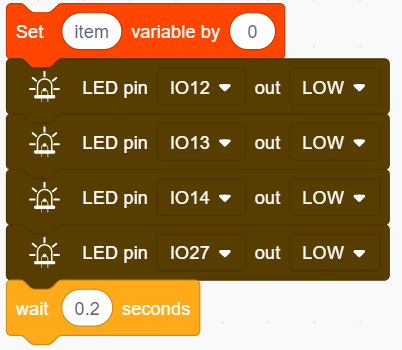 Set item variable by 0
LED pin IO12 out LOW
LED pin IO13 out LOW
LED pin IO14 out LOW
LED pin IO27 out LOW
wait 0.2 seconds